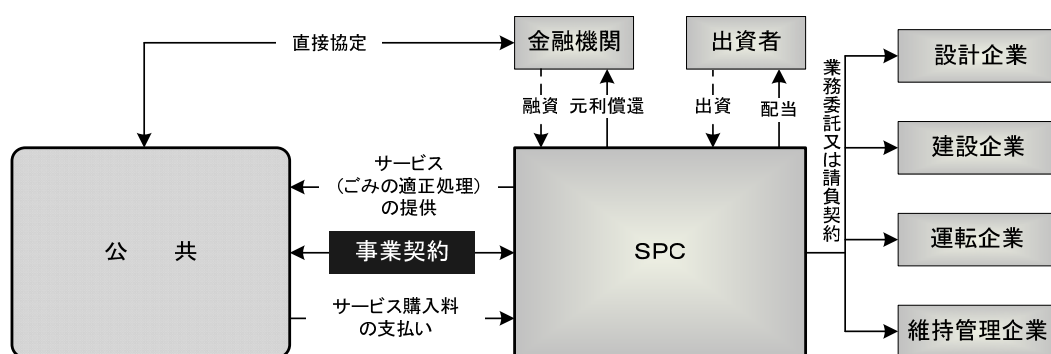 金融機関
出資者
直接協定
融資
元利償還
出資
配当
業務委託又は請負契約
設計企業
建設企業
運転企業
維持管理企業
公 共
サービス
（ごみの適正処理）
の提供
事業契約
サービス購入料
の支払い
SPC